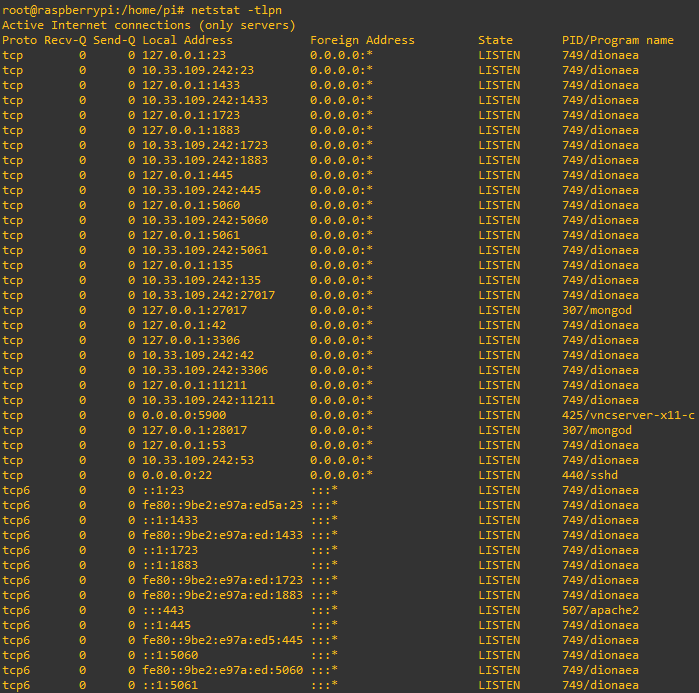 root@raspberrypi:/home/pi# netstat -tlpn
Active Internet connections (only servers)
Proto Recv-Q Send-Q Local Address           Foreign Address         State       PID/Program name
tcp        0      0 127.0.0.1:23            0.0.0.0:*               LISTEN      749/dionaea
tcp        0      0 10.33.109.242:23        0.0.0.0:*               LISTEN      749/dionaea
tcp        0      0 127.0.0.1:1433          0.0.0.0:*               LISTEN      749/dionaea
tcp        0      0 10.33.109.242:1433      0.0.0.0:*               LISTEN      749/dionaea
tcp        0      0 127.0.0.1:1723          0.0.0.0:*               LISTEN      749/dionaea
tcp        0      0 127.0.0.1:1883          0.0.0.0:*               LISTEN      749/dionaea
tcp        0      0 10.33.109.242:1723      0.0.0.0:*               LISTEN      749/dionaea
tcp        0      0 10.33.109.242:1883      0.0.0.0:*               LISTEN      749/dionaea
tcp        0      0 127.0.0.1:445           0.0.0.0:*               LISTEN      749/dionaea
tcp        0      0 10.33.109.242:445       0.0.0.0:*               LISTEN      749/dionaea
tcp        0      0 127.0.0.1:5060          0.0.0.0:*               LISTEN      749/dionaea
tcp        0      0 10.33.109.242:5060      0.0.0.0:*               LISTEN      749/dionaea
tcp        0      0 127.0.0.1:5061          0.0.0.0:*               LISTEN      749/dionaea
tcp        0      0 10.33.109.242:5061      0.0.0.0:*               LISTEN      749/dionaea
tcp        0      0 127.0.0.1:135           0.0.0.0:*               LISTEN      749/dionaea
tcp        0      0 10.33.109.242:135       0.0.0.0:*               LISTEN      749/dionaea
tcp        0      0 10.33.109.242:27017     0.0.0.0:*               LISTEN      749/dionaea
tcp        0      0 127.0.0.1:27017         0.0.0.0:*               LISTEN      307/mongod
tcp        0      0 127.0.0.1:42            0.0.0.0:*               LISTEN      749/dionaea
tcp        0      0 127.0.0.1:3306          0.0.0.0:*               LISTEN      749/dionaea
tcp        0      0 10.33.109.242:42        0.0.0.0:*               LISTEN      749/dionaea
tcp        0      0 10.33.109.242:3306      0.0.0.0:*               LISTEN      749/dionaea
tcp        0      0 127.0.0.1:11211         0.0.0.0:*               LISTEN      749/dionaea
tcp        0      0 10.33.109.242:11211     0.0.0.0:*               LISTEN      749/dionaea
tcp        0      0 0.0.0.0:5900            0.0.0.0:*               LISTEN      425/vncserver-x11-c
tcp        0      0 127.0.0.1:28017         0.0.0.0:*               LISTEN      307/mongod
tcp        0      0 127.0.0.1:53            0.0.0.0:*               LISTEN      749/dionaea
tcp        0      0 10.33.109.242:53        0.0.0.0:*               LISTEN      749/dionaea
tcp        0      0 0.0.0.0:22              0.0.0.0:*               LISTEN      440/sshd
tcp6       0      0 ::1:23                  :::*                    LISTEN      749/dionaea
tcp6       0      0 fe80::9be2:e97a:ed5a:23 :::*                    LISTEN      749/dionaea
tcp6       0      0 ::1:1433                :::*                    LISTEN      749/dionaea
tcp6       0      0 fe80::9be2:e97a:ed:1433 :::*                    LISTEN      749/dionaea
tcp6       0      0 ::1:1723                :::*                    LISTEN      749/dionaea
tcp6       0      0 ::1:1883                :::*                    LISTEN      749/dionaea
tcp6       0      0 fe80::9be2:e97a:ed:1723 :::*                    LISTEN      749/dionaea
tcp6       0      0 fe80::9be2:e97a:ed:1883 :::*                    LISTEN      749/dionaea
tcp6       0      0 :::443                  :::*                    LISTEN      507/apache2
tcp6       0      0 ::1:445                 :::*                    LISTEN      749/dionaea
tcp6       0      0 fe80::9be2:e97a:ed5:445 :::*                    LISTEN      749/dionaea
tcp6       0      0 ::1:5060                :::*                    LISTEN      749/dionaea
tcp6       0      0 fe80::9be2:e97a:ed:5060 :::*                    LISTEN      749/dionaea
tcp6       0      0 ::1:5061                :::*                    LISTEN      749/dionaea